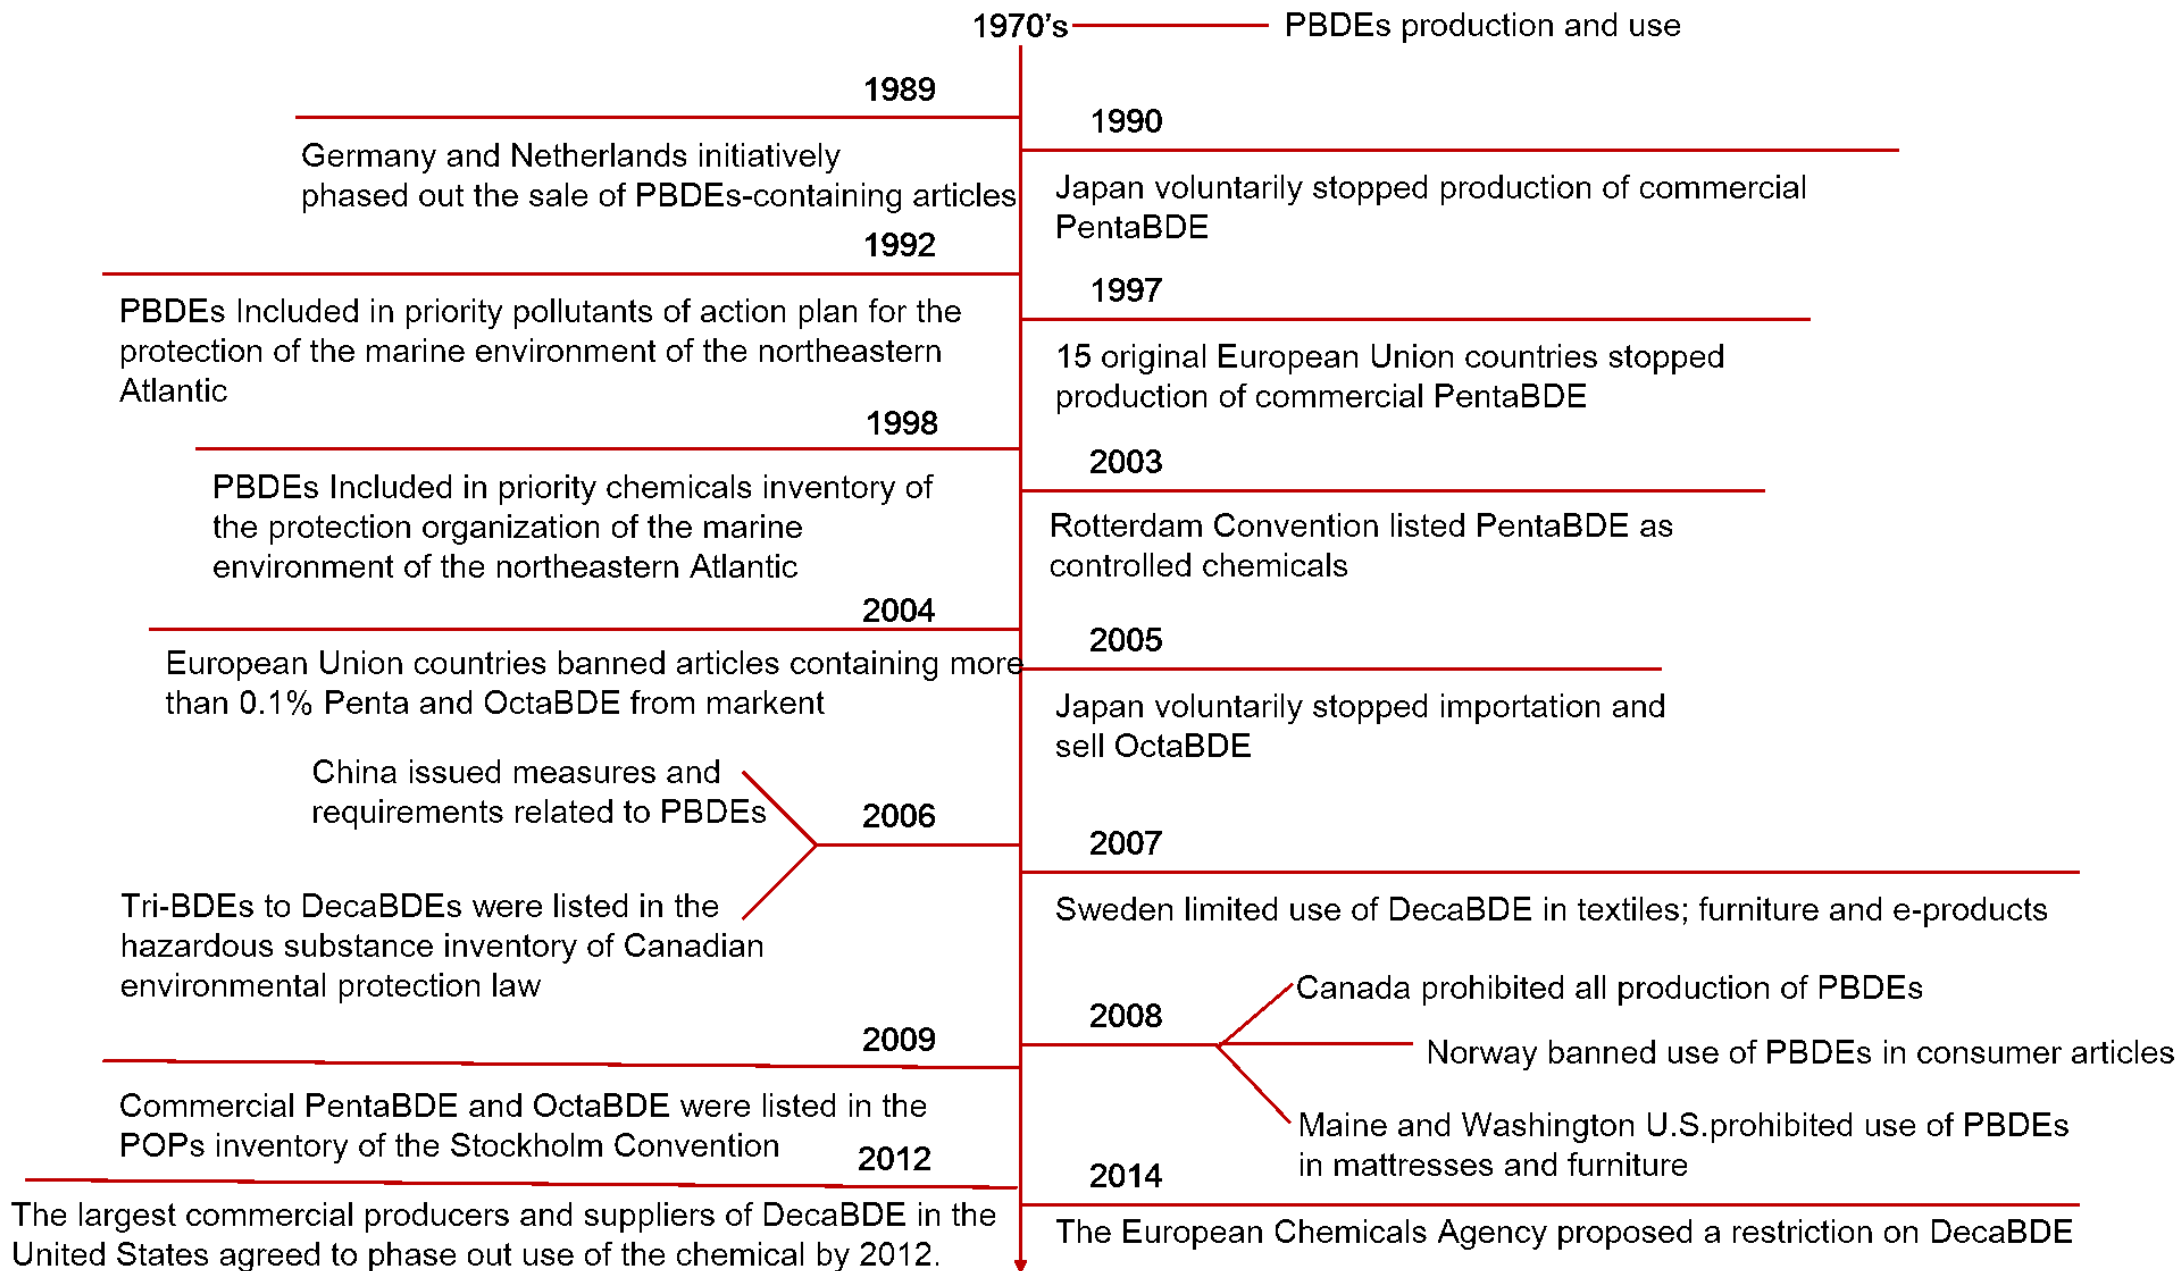 1970's
PBDEs production and use
1989
Germany and Netherlands initiatively
phased out the sale of PBDEs-containing articles
1990
Japan voluntarily stopped production of commercial
PentaBDE
1992
PBDEs Included in priority pollutants of action plan for the
protection of the marine environment of the northeastern
Atlantic
1997
15 original European Union countries stopped
production of commercial PentaBDE
1998
PBDEs Included in priority chemicals inventory of
the protection organization of the marine
environment of the northeastern Atlantic
2003
Rotterdam Convention listed PentaBDE as
controlled chemicals
2004
European Union countries banned articles containing more
than 0.1% Penta and OctaBDE from markent
2005
Japan voluntarily stopped importation and
sell OctaBDE
2006
China issued measures and
requirements related to PBDEs
Tri-BDEs to DecaBDEs were listed in the
hazardous substance inventory of Canadian
environmental protection law
2007
Sweden limited use of DecaBDE in textiles; furniture and e-products
2008
Canada prohibited all production of PBDEs
Norway banned use of PBDEs in consumer articles
Maine and Washington U.S.prohibited use of PBDEs
in mattresses and furniture
2009
Commercial PentaBDE and OctaBDE were listed in the
POPs inventory of the Stockholm Convention
2012
The largest commercial producers and suppliers of DecaBDE in the
United States agreed to phase out use of the chemical by 2012.
2014
The European Chemicals Agency proposed a restriction on DecaBDE